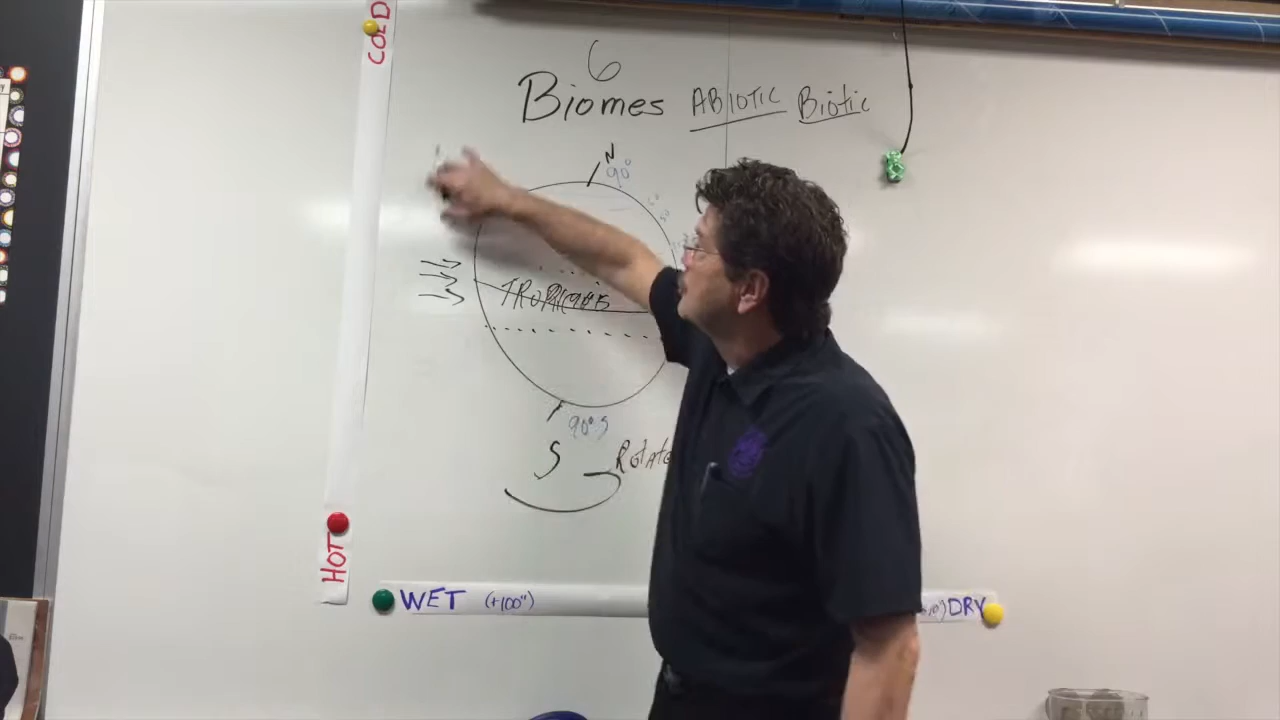 COLD
6
Biomes ABIOTIC Biotic
N
90°
TROPICS
90° S
S
Rotate
HOT
WET (+100")
DRY